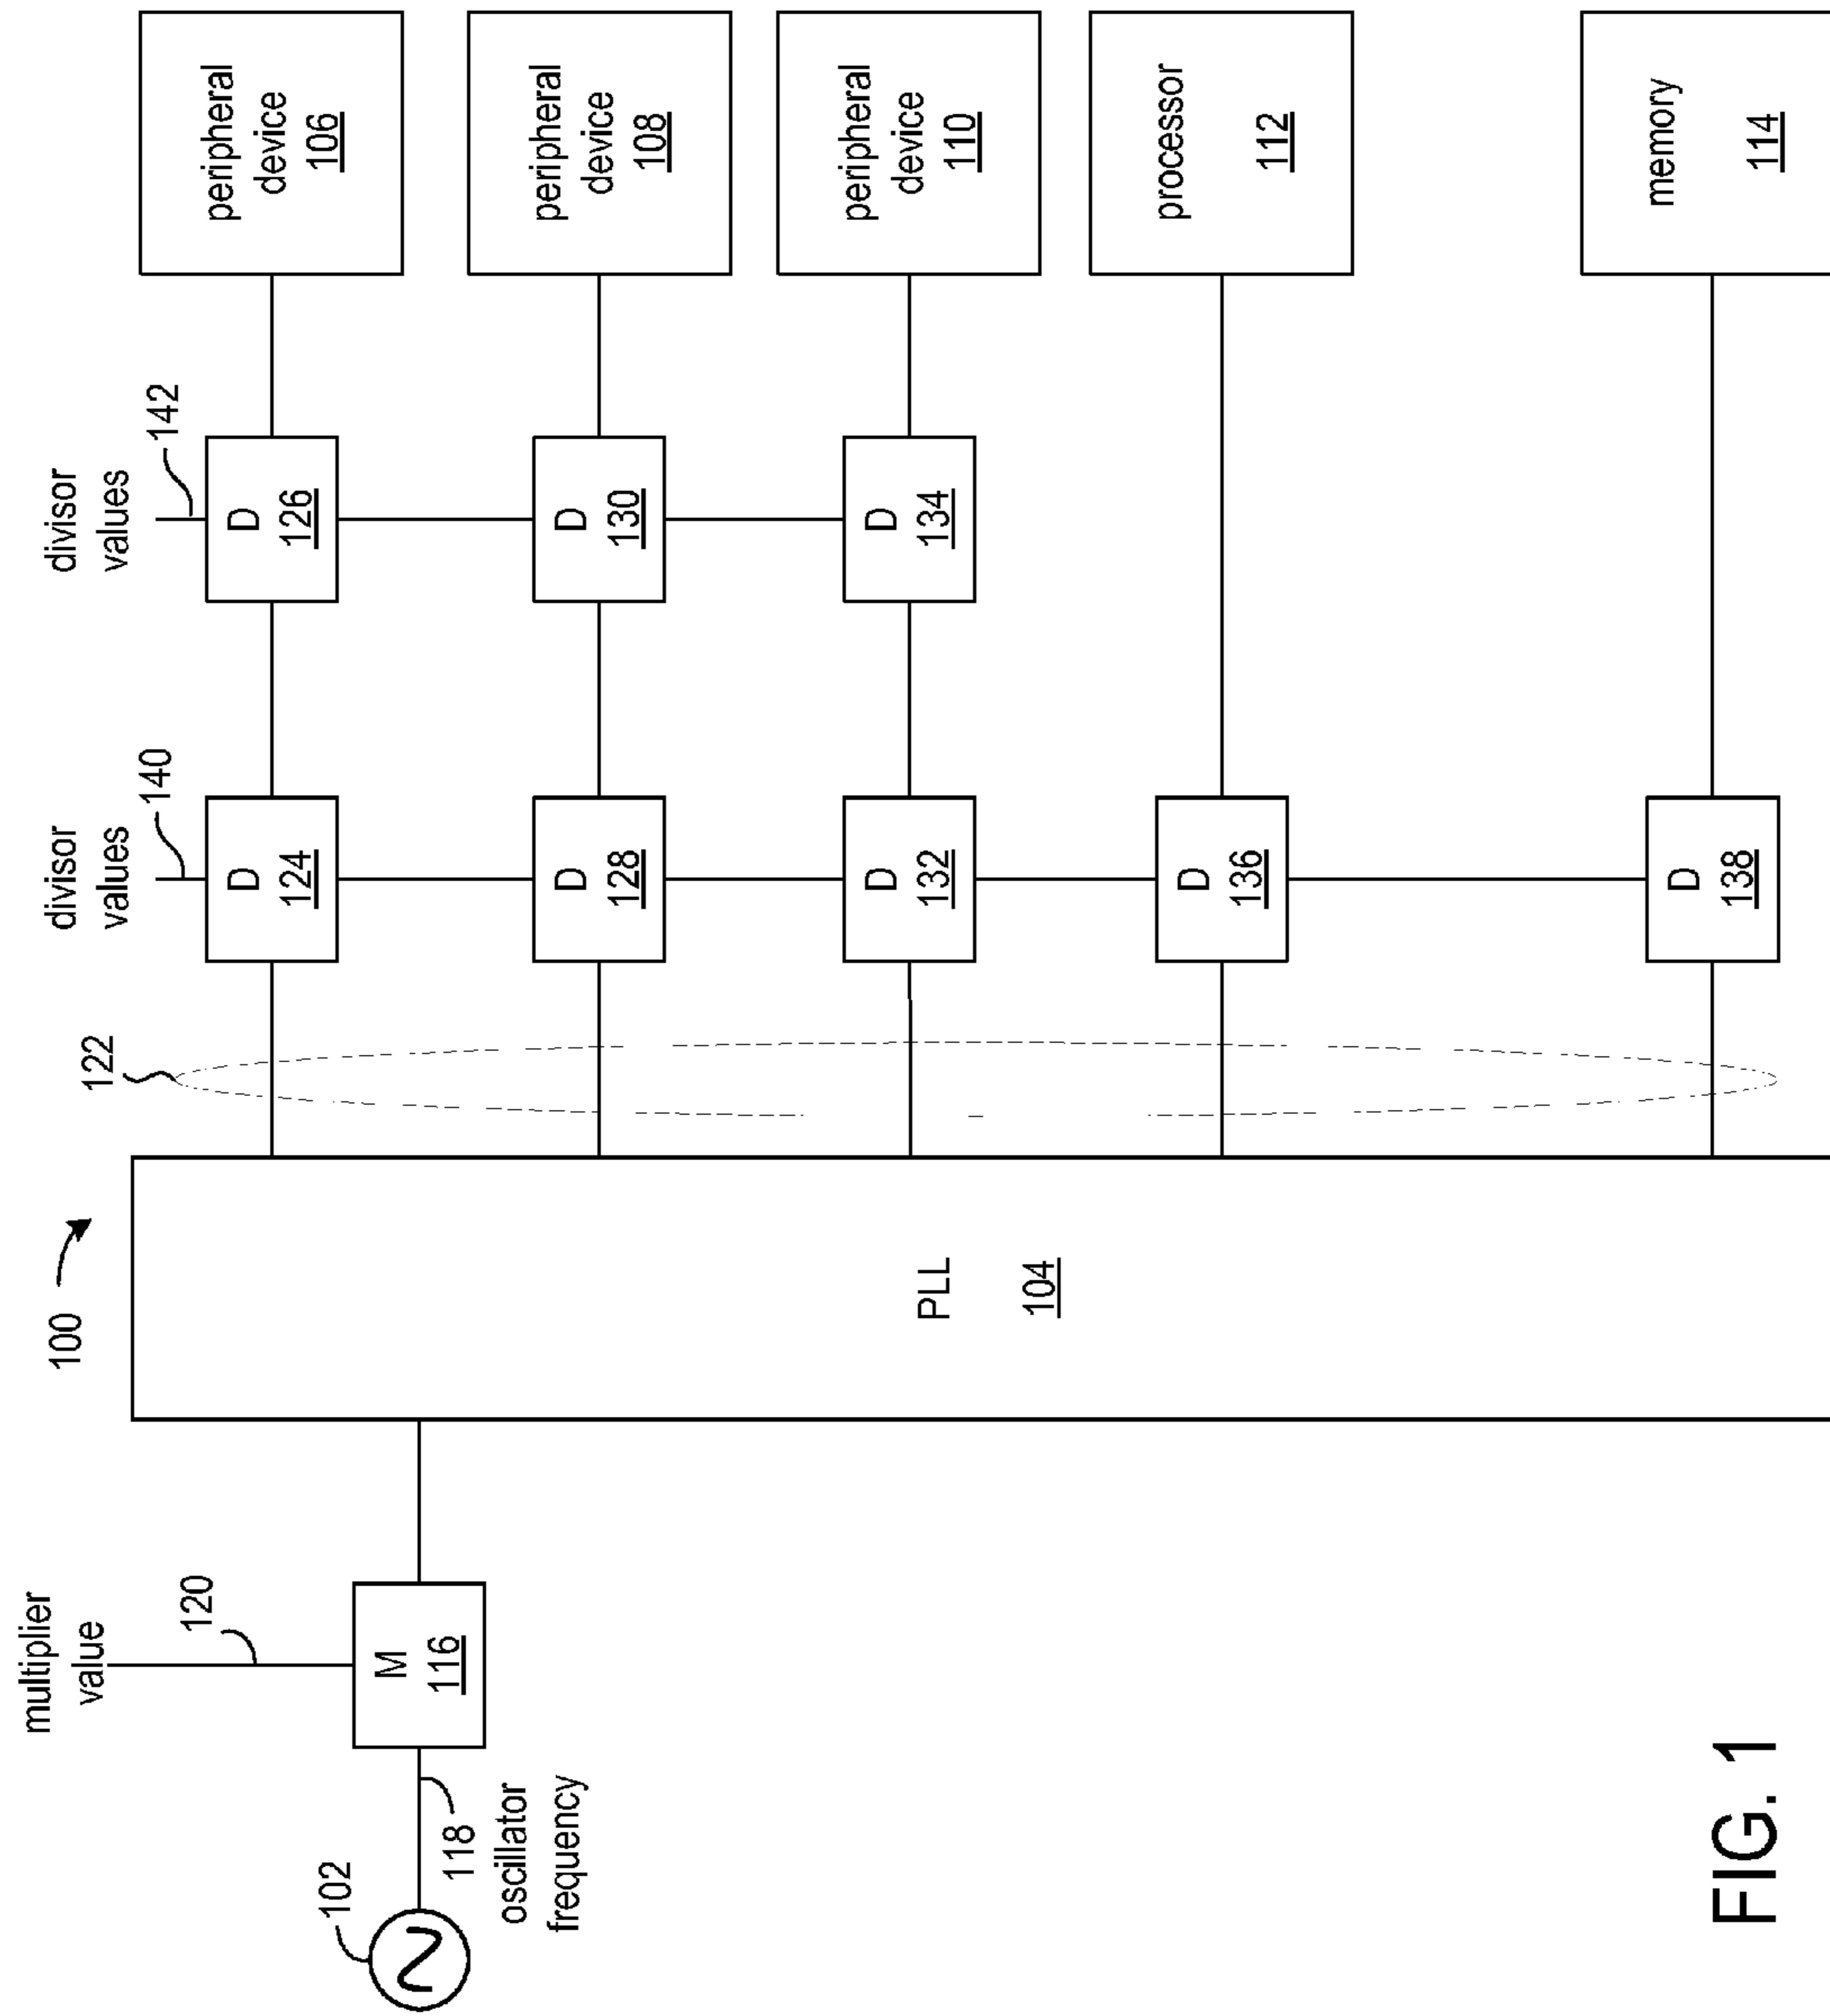 100
multiplier
value
120
M
116
102
118
oscillator
frequency
PLL
104
122
divisor
values
140
D
124
D
128
D
132
D
136
D
138
divisor
values
142
D
126
D
130
D
134
peripheral
device
106
peripheral
device
108
peripheral
device
110
processor
112
memory
114
FIG. 1